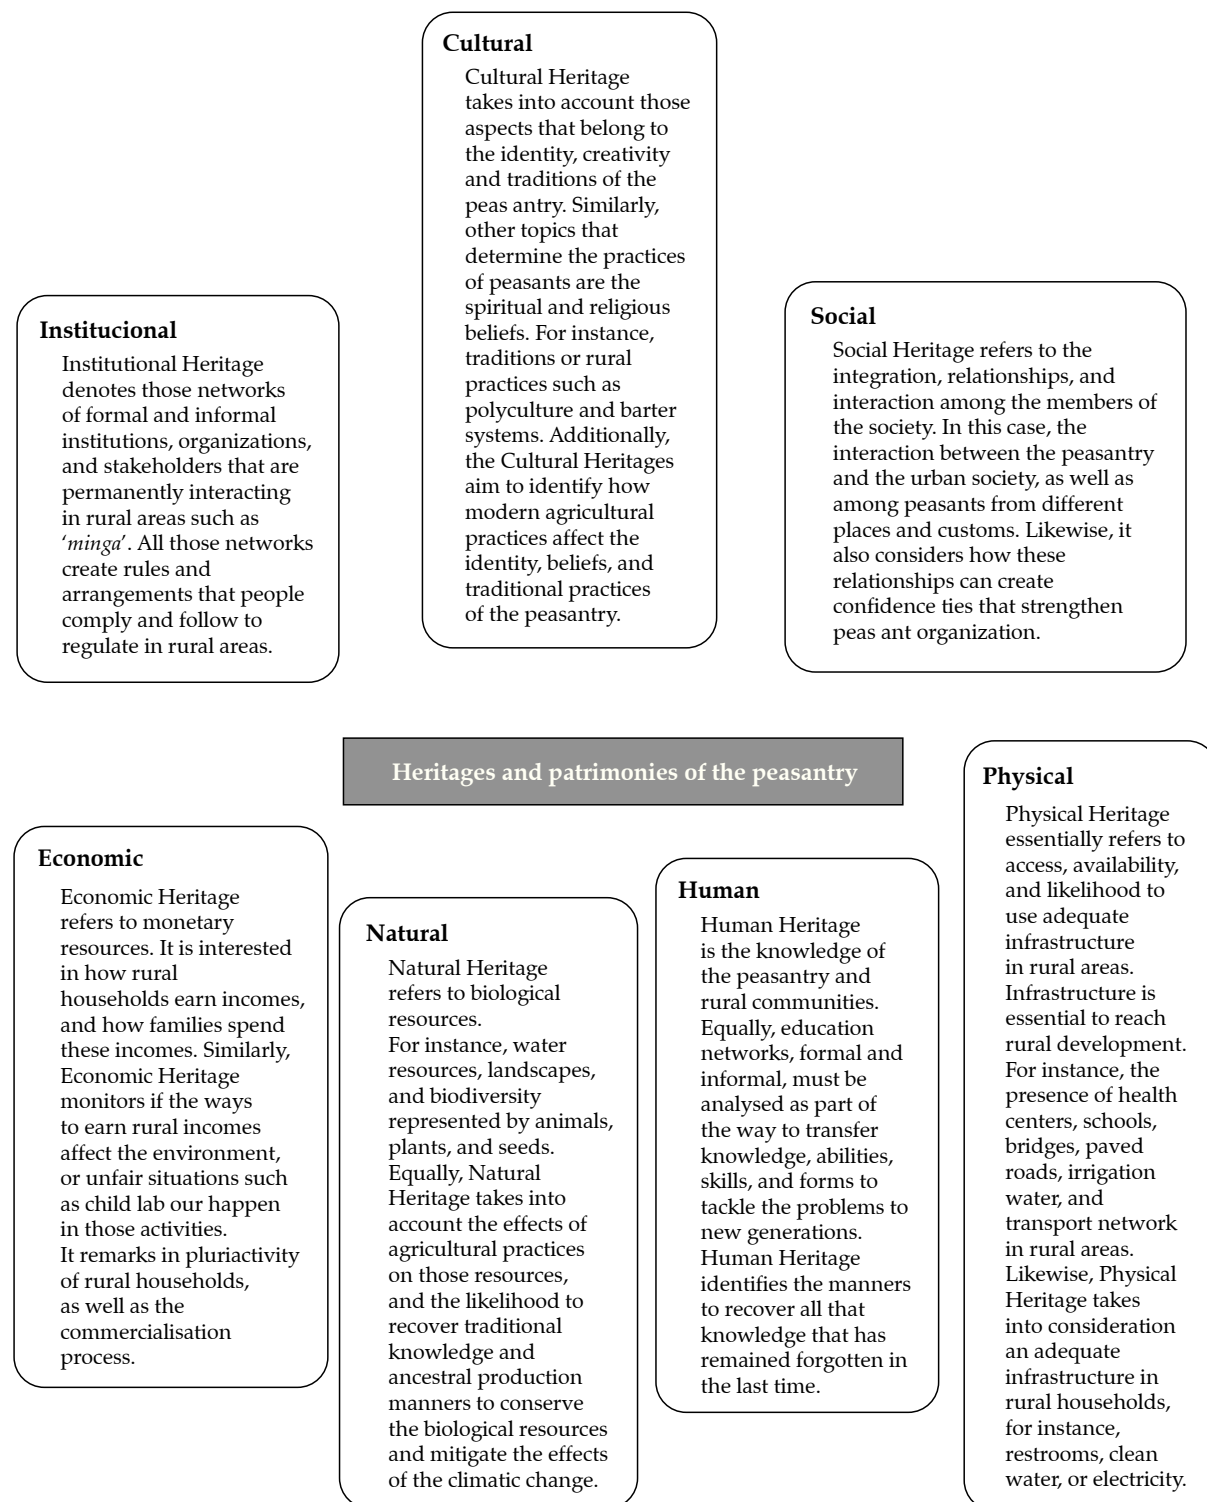 Cultural
Cultural Heritage
takes into account those
aspects that belong to
the identity, creativity
and traditions of the
peas antry. Similarly,
other topics that
determine the practices
of peasants are the
spiritual and religious
beliefs. For instance,
traditions or rural
practices such as
polyculture and barter
systems. Additionally,
the Cultural Heritages
aim to identify how
modern agricultural
practices affect the
identity, beliefs, and
traditional practices
of the peasantry.
Institucional
Institutional Heritage
denotes those networks
of formal and informal
institutions, organizations,
and stakeholders that are
permanently interacting
in rural areas such as
‘minga’. All those networks
create rules and
arrangements that people
comply and follow to
regulate in rural areas.
Social
Social Heritage refers to the
integration, relationships, and
interaction among the members of
the society. In this case, the
interaction between the peasantry
and the urban society, as well as
among peasants from different
places and customs. Likewise, it
also considers how these
relationships can create
confidence ties that strengthen
peas ant organization.
Heritages and patrimonies of the peasantry
Economic
Economic Heritage
refers to monetary
resources. It is interested
in how rural
households earn incomes,
and how families spend
these incomes. Similarly,
Economic Heritage
monitors if the ways
to earn rural incomes
affect the environment,
or unfair situations such
as child lab our happen
in those activities.
It remarks in pluriactivity
of rural households,
as well as the
commercialisation
process.
Natural
Natural Heritage
refers to biological
resources.
For instance, water
resources, landscapes,
and biodiversity
represented by animals,
plants, and seeds.
Equally, Natural
Heritage takes into
account the effects of
agricultural practices
on those resources,
and the likelihood to
recover traditional
knowledge and
ancestral production
manners to conserve
the biological resources
and mitigate the effects
of the climatic change.
Human
Human Heritage
is the knowledge of
the peasantry and
rural communities.
Equally, education
networks, formal and
informal, must be
analysed as part of
the way to transfer
knowledge, abilities,
skills, and forms to
tackle the problems to
new generations.
Human Heritage
identifies the manners
to recover all that
knowledge that has
remained forgotten in
the last time.
Physical
Physical Heritage
essentially refers to
access, availability,
and likelihood to
use adequate
infrastructure
in rural areas.
Infrastructure is
essential to reach
rural development.
For instance, the
presence of health
centers, schools,
bridges, paved
roads, irrigation
water, and
transport network
in rural areas.
Likewise, Physical
Heritage takes
into consideration
an adequate
infrastructure in
rural households,
for instance,
restrooms, clean
water, or electricity.